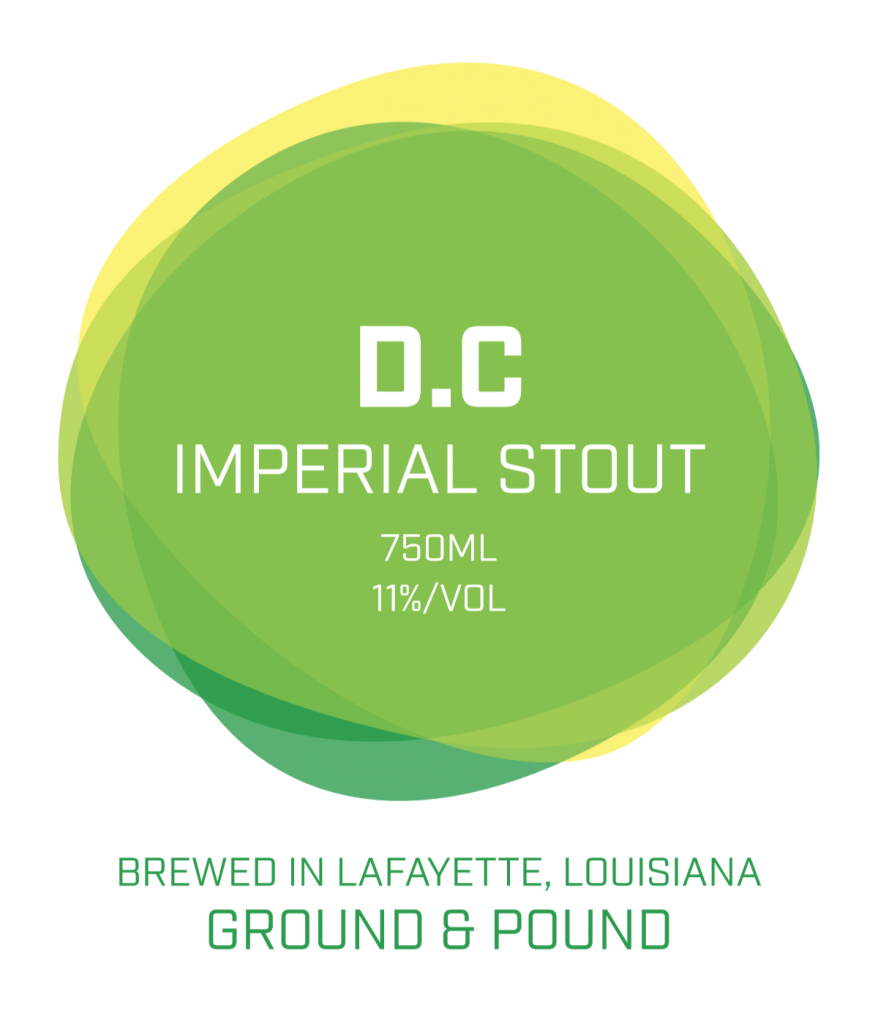 D.C
IMPERIAL STOUT
750ML
11%/VOL
BREWED IN LAFAYETTE, LOUISIANA
GROUND & POUND